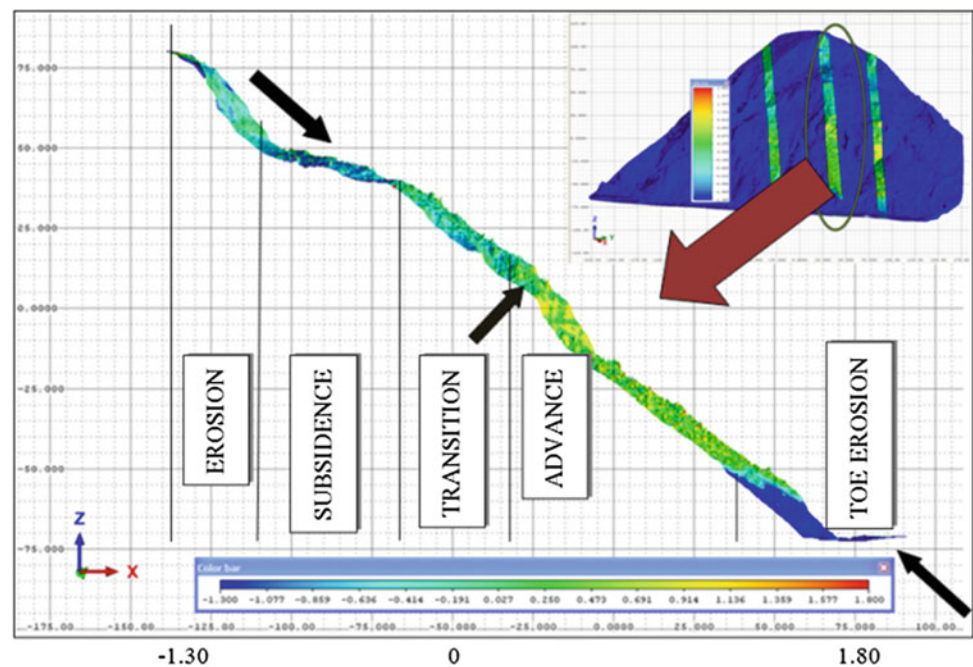 75.000
50.000
25.000
0.0000
-25.000
-50.000
-75.000
EROSION
SUBSIDENCE
TRANSITION
ADVANCE
TOE EROSION
Z
X
Color bar
-1.300 -1.077 -0.859 -0.636 -0.414 -0.191 0.027 0.250 0.473 0.691 0.914 1.136 1.359 1.577 1.800
-175.00 -150.00 -125.00 -100.00 -75.000 -50.000 -25.000 0.0000 25.000 50.000 75.000 100.00
-1.30 0 1.80